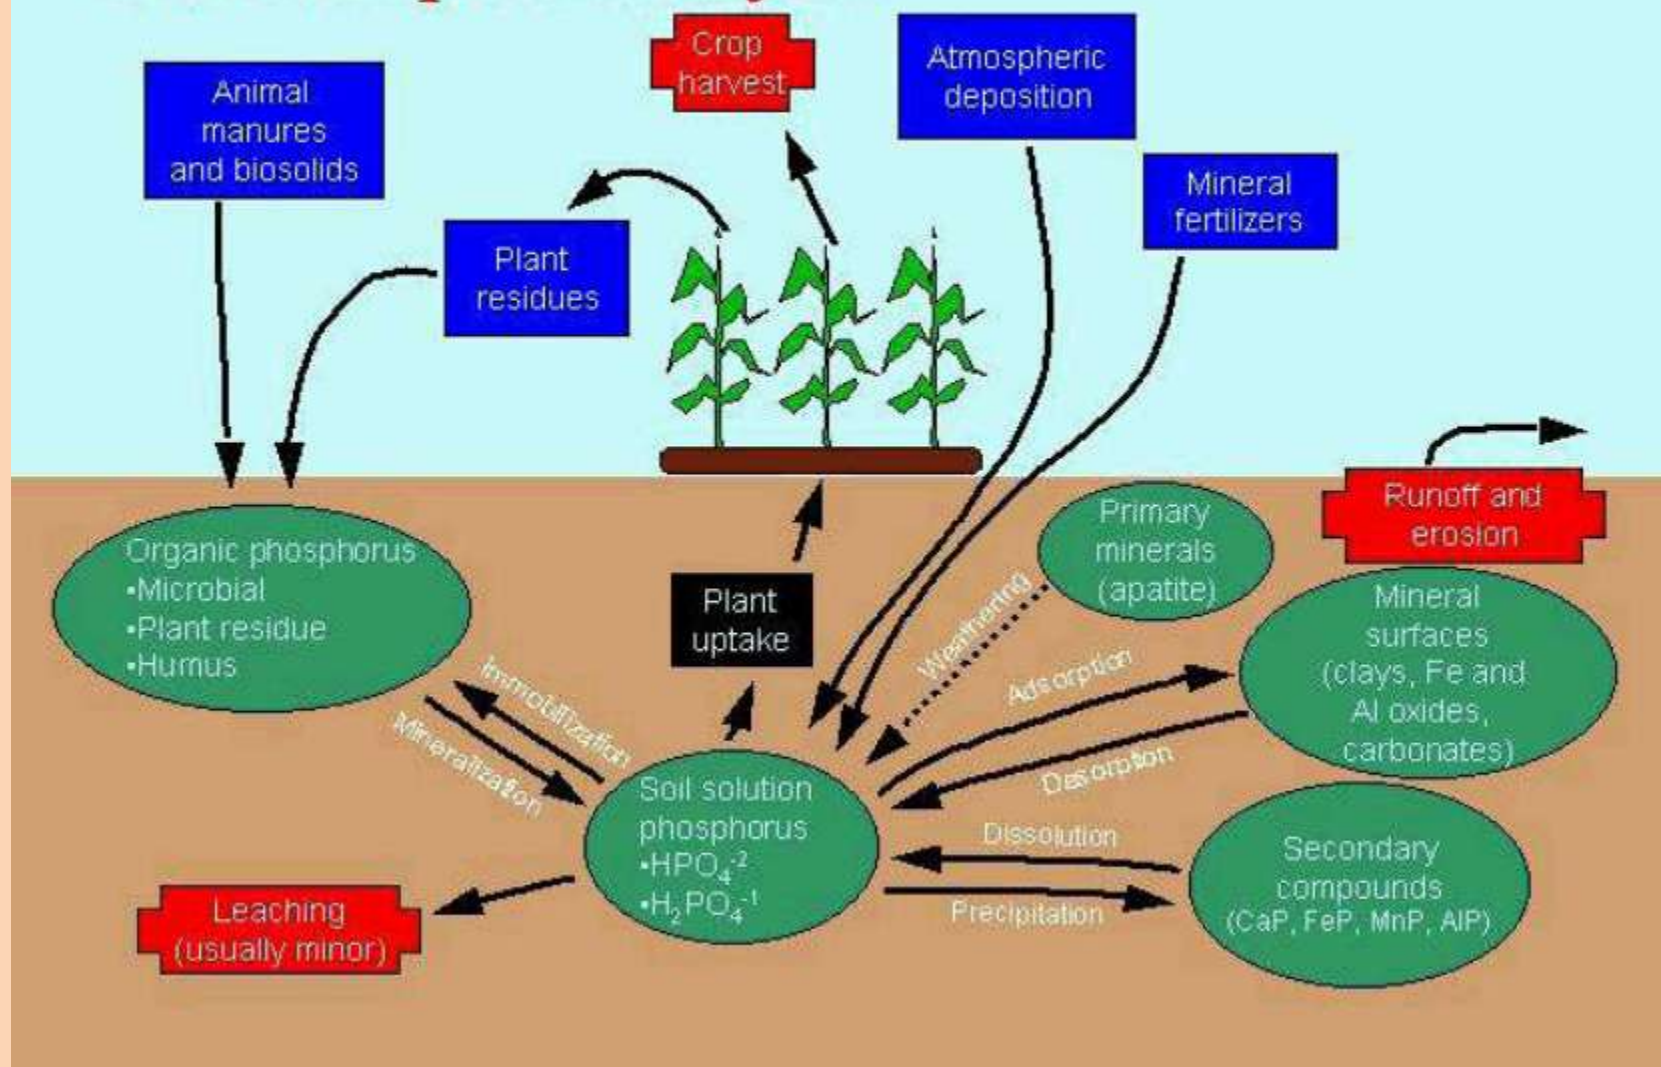 Crop
harvest
Atmospheric
deposition
Animal
manures
and biosolids
Mineral
fertilizers
Plant
residues
Primary
minerals
(apatite)
Runoff and
erosion
Organic phosphorus
•Microbial
•Plant residue
•Humus
Plant
uptake
Weathering
Mineral
surfaces
(clays, Fe and
Al oxides,
carbonates)
Adsorption
Desorption
Immobilization
Mineralization
Soil solution
phosphorus
•HPO₄⁻²
•H₂PO₄⁻¹
Dissolution
Precipitation
Secondary
compounds
(CaP, FeP, MnP, AlP)
Leaching
(usually minor)